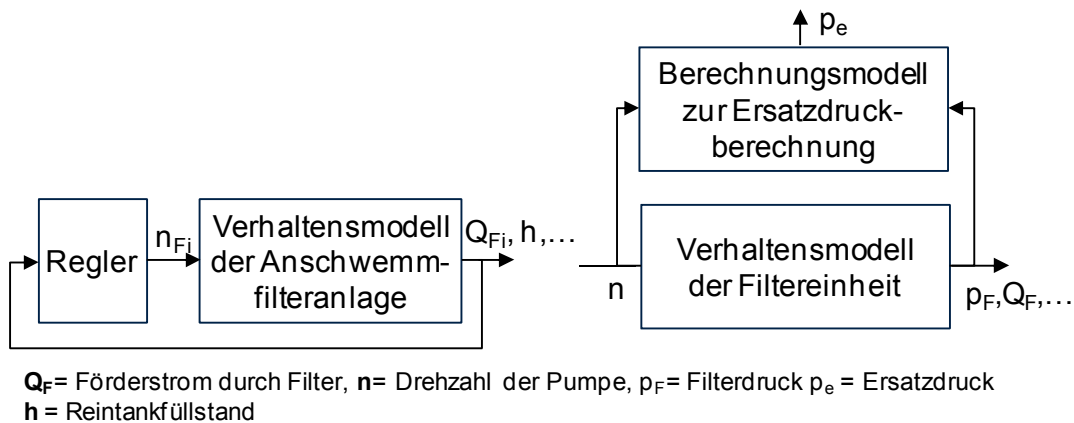 p_e
Berechnungsmodell
zur Ersatzdruck-
berechnung
Regler
n_Fi
Verhaltensmodell
der Anschwemm-
filteranlage
Q_Fi, h,…
n
Verhaltensmodell
der Filtereinheit
p_F,Q_F,…
Q_F= Förderstrom durch Filter, n= Drehzahl der Pumpe, p_F= Filterdruck p_e = Ersatzdruck
h = Reintankfüllstand